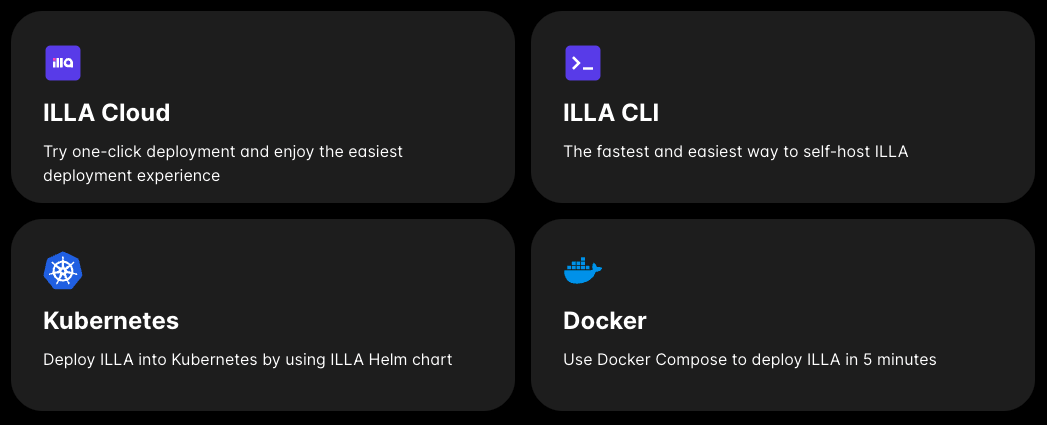 illa
ILLA Cloud
Try one-click deployment and enjoy the easiest
deployment experience
ILLA CLI
The fastest and easiest way to self-host ILLA
Kubernetes
Deploy ILLA into Kubernetes by using ILLA Helm chart
Docker
Use Docker Compose to deploy ILLA in 5 minutes